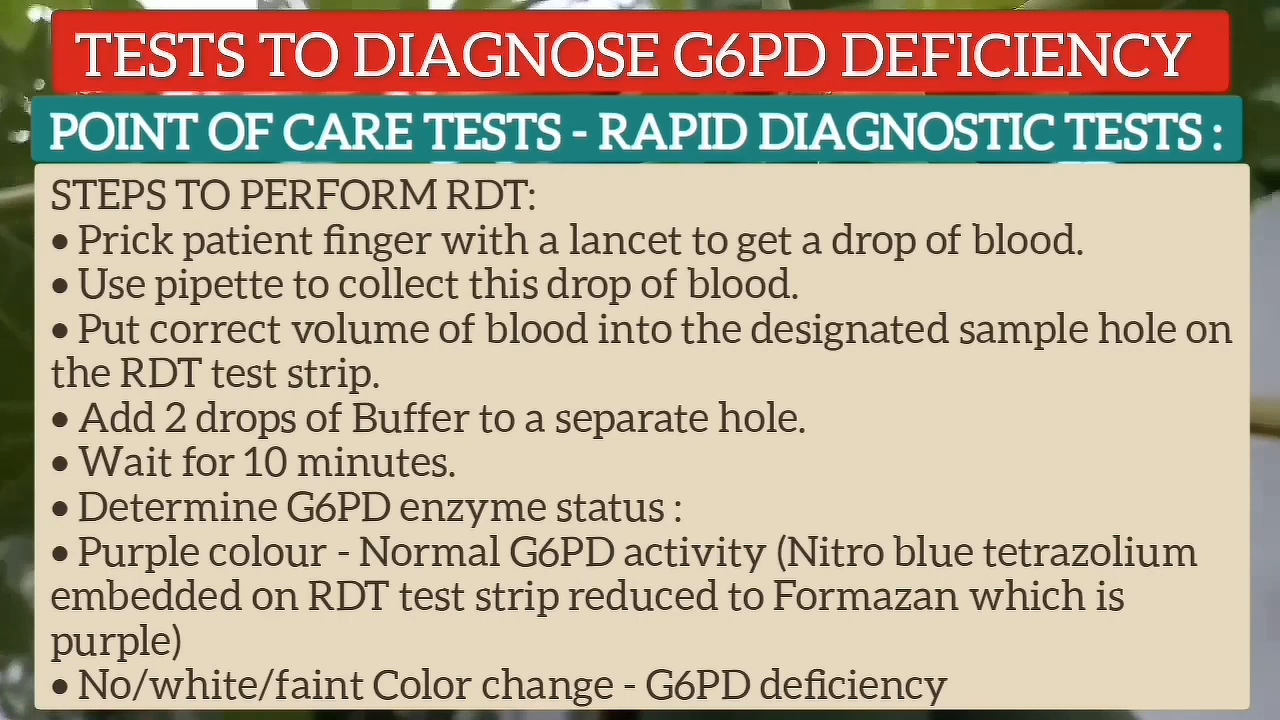 TESTS TO DIAGNOSE G6PD DEFICIENCY
POINT OF CARE TESTS - RAPID DIAGNOSTIC TESTS :
STEPS TO PERFORM RDT:
• Prick patient finger with a lancet to get a drop of blood.
• Use pipette to collect this drop of blood.
• Put correct volume of blood into the designated sample hole on
the RDT test strip.
• Add 2 drops of Buffer to a separate hole.
• Wait for 10 minutes.
• Determine G6PD enzyme status :
• Purple colour - Normal G6PD activity (Nitro blue tetrazolium
embedded on RDT test strip reduced to Formazan which is
purple)
• No/white/faint Color change - G6PD deficiency